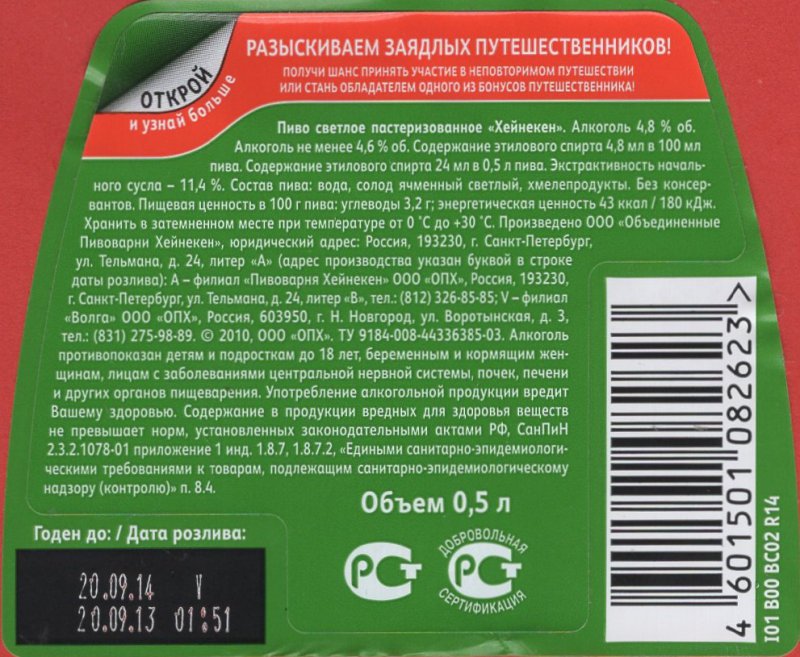 ОТКРОЙ
и узнай больше
РАЗЫСКИВАЕМ ЗАЯДЛЫХ ПУТЕШЕСТВЕННИКОВ!
ПОЛУЧИ ШАНС ПРИНЯТЬ УЧАСТИЕ В НЕПОВТОРИМОМ ПУТЕШЕСТВИИ
ИЛИ СТАНЬ ОБЛАДАТЕЛЕМ ОДНОГО ИЗ БОНУСОВ ПУТЕШЕСТВЕННИКА!
Пиво светлое пастеризованное «Хейнекен». Алкоголь 4,8 % об.
Алкоголь не менее 4,6 % об. Содержание этилового спирта 4,8 мл в 100 мл
пива. Содержание этилового спирта 24 мл в 0,5 л пива. Экстрактивность началь-
ного сусла – 11,4 %. Состав пива: вода, солод ячменный светлый, хмелепродукты. Без консер-
вантов. Пищевая ценность в 100 г пива: углеводы 3,2 г; энергетическая ценность 43 ккал / 180 кДж.
Хранить в затемненном месте при температуре от 0 ˚С до +30 ˚С. Произведено ООО «Объединенные
Пивоварни Хейнекен», юридический адрес: Россия, 193230, г. Санкт-Петербург,
ул. Тельмана, д. 24, литер «А» (адрес производства указан буквой в строке
даты розлива): А – филиал «Пивоварня Хейнекен» ООО «ОПХ», Россия, 193230,
г. Санкт-Петербург, ул. Тельмана, д. 24, литер «В», тел.: (812) 326-85-85; V – филиал
«Волга» ООО «ОПХ», Россия, 603950, г. Н. Новгород, ул. Воротынская, д. 3,
тел.: (831) 275-98-89. © 2010, ООО «ОПХ». ТУ 9184-008-44336385-03. Алкоголь
противопоказан детям и подросткам до 18 лет, беременным и кормящим жен-
щинам, лицам с заболеваниями центральной нервной системы, почек, печени
и других органов пищеварения. Употребление алкогольной продукции вредит
Вашему здоровью. Содержание в продукции вредных для здоровья веществ
не превышает норм, установленных законодательными актами РФ, СанПиН
2.3.2.1078-01 приложение 1 инд. 1.8.7, 1.8.7.2, «Едиными санитарно-эпидемиологи-
ческими требованиями к товарам, подлежащим санитарно-эпидемиологическому
надзору (контролю)» п. 8.4.
Объем 0,5 л
Годен до: / Дата розлива:
20.09.14 V
20.09.13 01:51
РСТ
ДОБРОВОЛЬНАЯ
РСТ
СЕРТИФИКАЦИЯ
4 601501 082623 >
I01 B00 BC02 R14